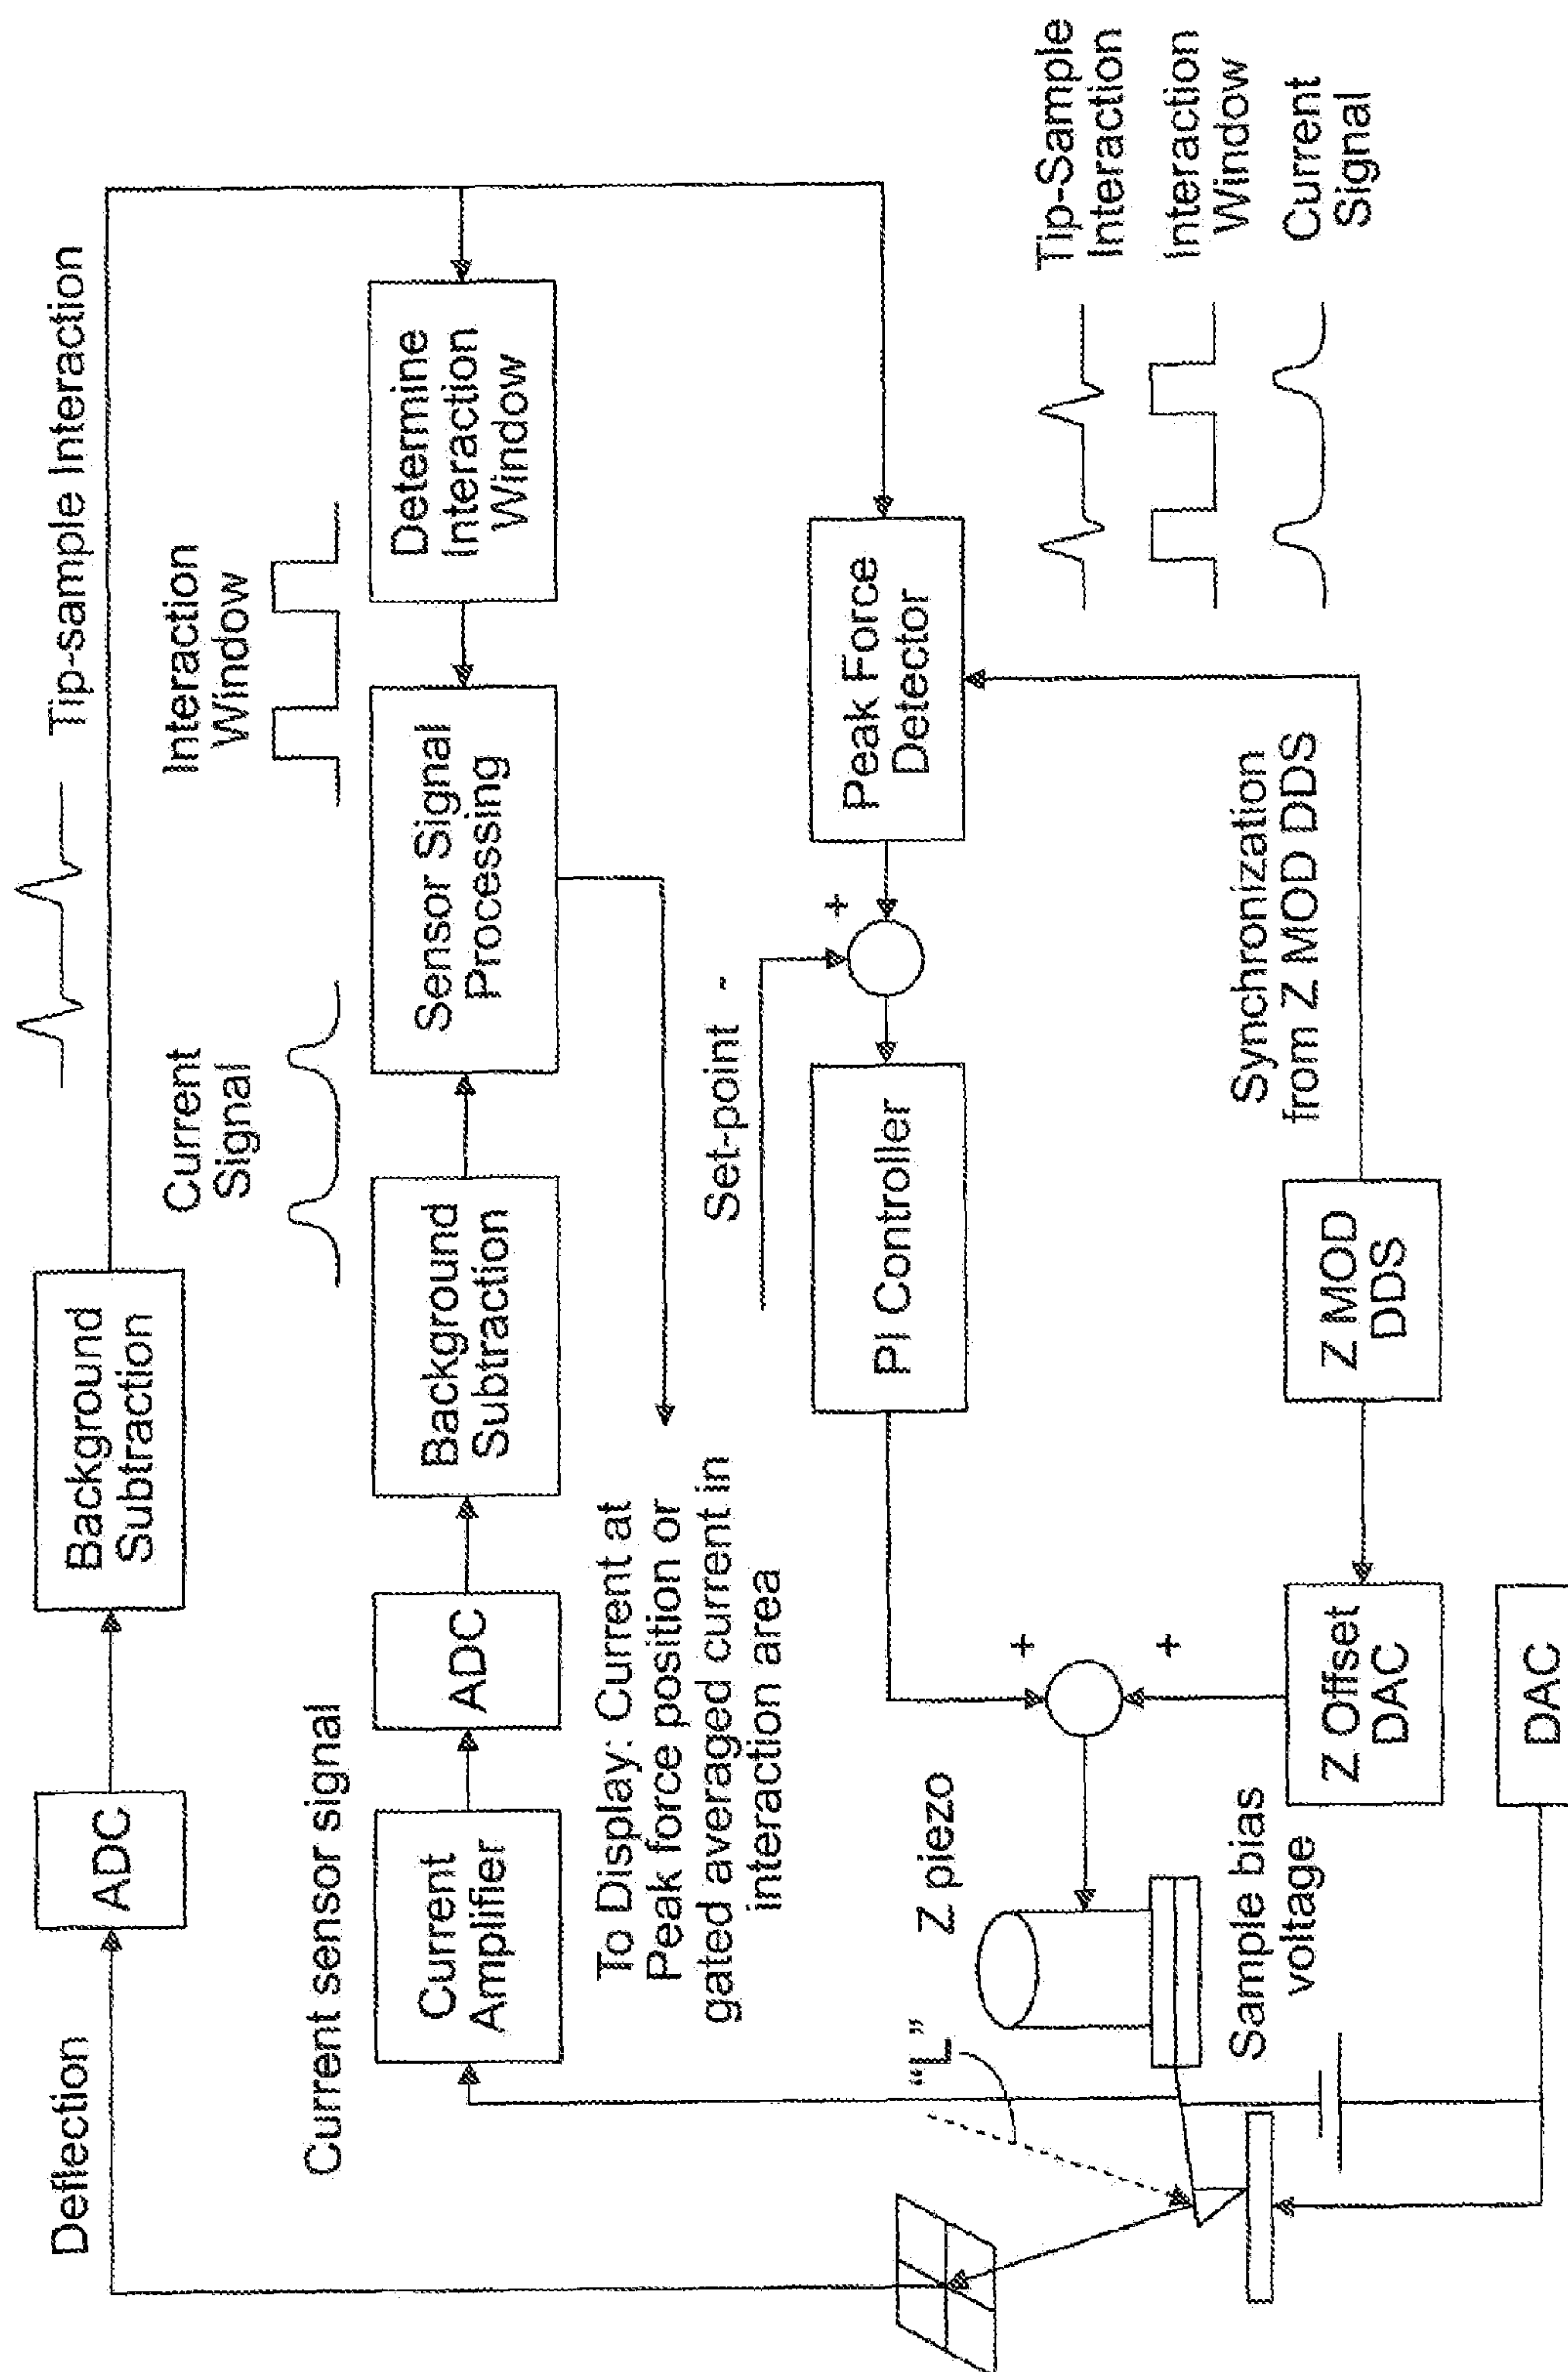 Deflection
ADC
Background
Subtraction
Tip-sample Interaction
Current sensor signal
Current
Amplifier
ADC
Background
Subtraction
Current
Signal
Sensor Signal
Processing
Interaction
Window
Determine
Interaction
Window
To Display: Current at
Peak force position or
gated averaged current in
interaction area
Set-point -
+
PI Controller
Peak Force
Detector
"L"
Z piezo
+
+
Sample bias
voltage
Z Offset
DAC
Z MOD
DDS
Synchronization
from Z MOD DDS
DAC
Tip-Sample
Interaction
Interaction
Window
Current
Signal